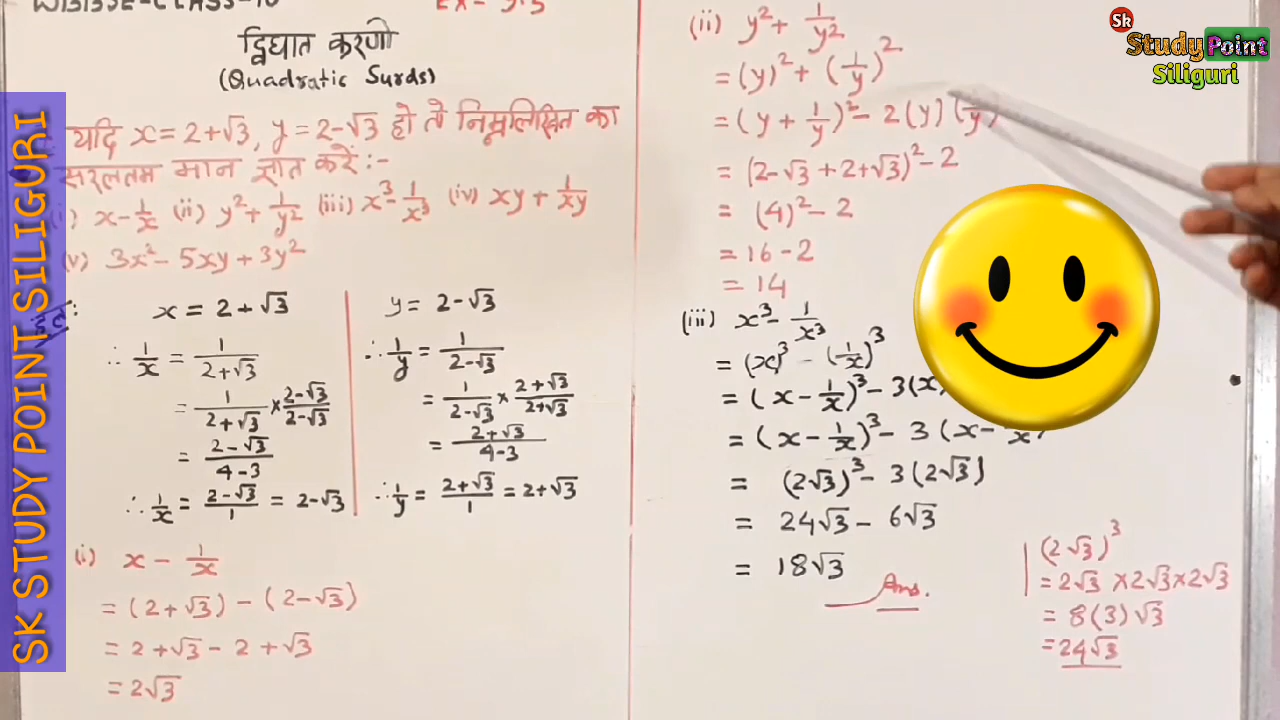 WBBSE-CLASS-10 Ex- 9.3
द्विघात करणी
(Quadratic Surds)
यदि x = 2+√3, y = 2-√3 हो तो निम्नलिखित का
सरलतम मान ज्ञात करें:-
(i) x - 1/x (ii) y² + 1/y² (iii) x³ - 1/x³ (iv) xy + 1/xy
(v) 3x² - 5xy + 3y²
हल:
x = 2+√3
∴ 1/x = 1/(2+√3)
= 1/(2+√3) × (2-√3)/(2-√3)
= (2-√3)/(4-3)
∴ 1/x = (2-√3)/1 = 2-√3
y = 2-√3
∴ 1/y = 1/(2-√3)
= 1/(2-√3) × (2+√3)/(2+√3)
= (2+√3)/(4-3)
∴ 1/y = (2+√3)/1 = 2+√3
(i) x - 1/x
= (2+√3) - (2-√3)
= 2+√3 - 2 + √3
= 2√3
(ii) y² + 1/y²
= (y)² + (1/y)²
= (y + 1/y)² - 2(y)(1/y)
= (2-√3 + 2+√3)² - 2
= (4)² - 2
= 16 - 2
= 14
(iii) x³ - 1/x³
= (x)³ - (1/x)³
= (x - 1/x)³ - 3(x
= (x - 1/x)³ - 3(x - 1/x)
= (2√3)³ - 3(2√3)
= 24√3 - 6√3
= 18√3
Ans.
(2√3)³
= 2√3 × 2√3 × 2√3
= 8(3)√3
= 24√3
SK STUDY POINT SILIGURI
Sk
Study Point
Siliguri